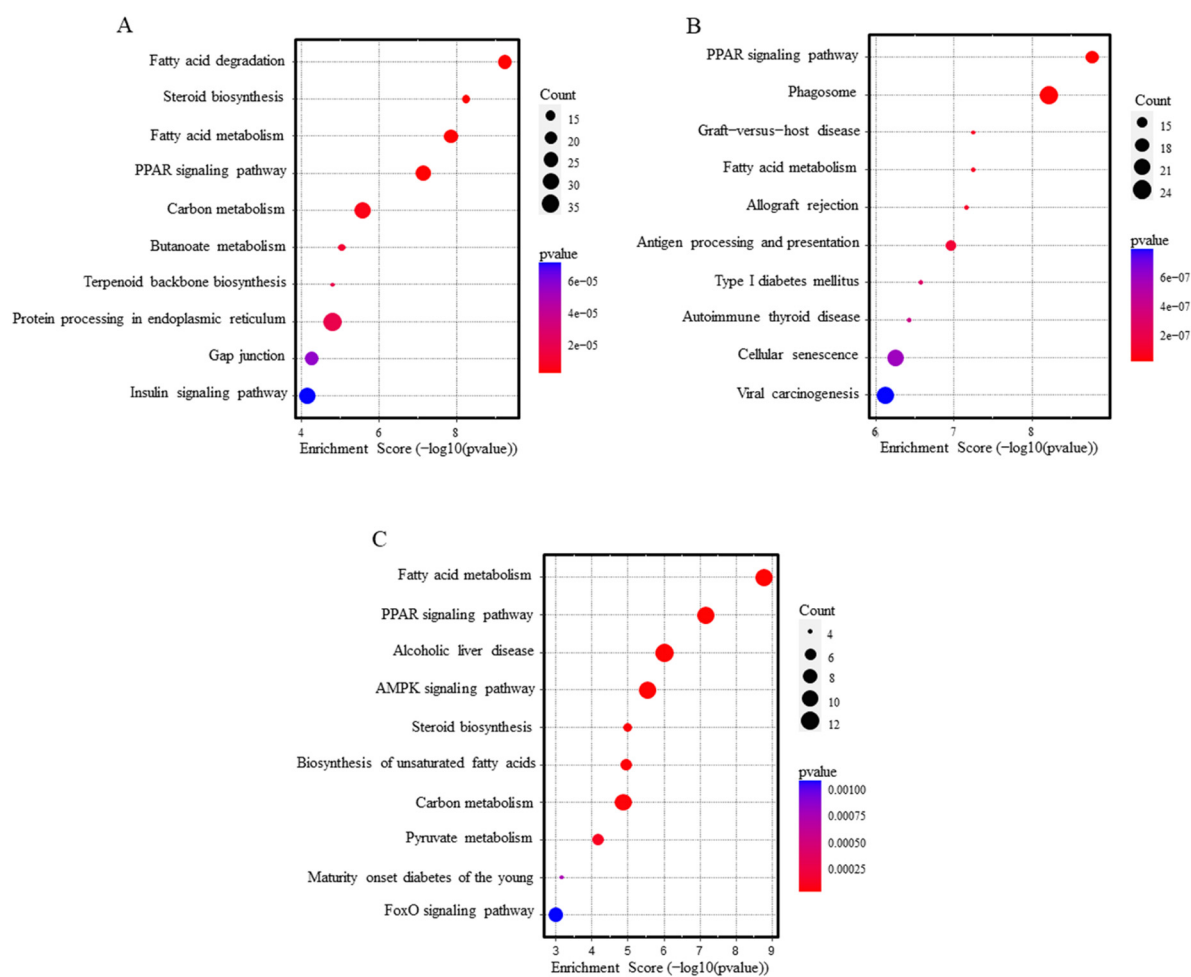 A
Fatty acid degradation
Steroid biosynthesis
Fatty acid metabolism
PPAR signaling pathway
Carbon metabolism
Butanoate metabolism
Terpenoid backbone biosynthesis
Protein processing in endoplasmic reticulum
Gap junction
Insulin signaling pathway
4 6 8
Enrichment Score (−log10(pvalue))
Count
15
20
25
30
35
pvalue
6e−05
4e−05
2e−05
B
PPAR signaling pathway
Phagosome
Graft−versus−host disease
Fatty acid metabolism
Allograft rejection
Antigen processing and presentation
Type I diabetes mellitus
Autoimmune thyroid disease
Cellular senescence
Viral carcinogenesis
6 7 8
Enrichment Score (−log10(pvalue))
Count
15
18
21
24
pvalue
6e−07
4e−07
2e−07
C
Fatty acid metabolism
PPAR signaling pathway
Alcoholic liver disease
AMPK signaling pathway
Steroid biosynthesis
Biosynthesis of unsaturated fatty acids
Carbon metabolism
Pyruvate metabolism
Maturity onset diabetes of the young
FoxO signaling pathway
3 4 5 6 7 8 9
Enrichment Score (−log10(pvalue))
Count
4
6
8
10
12
pvalue
0.00100
0.00075
0.00050
0.00025